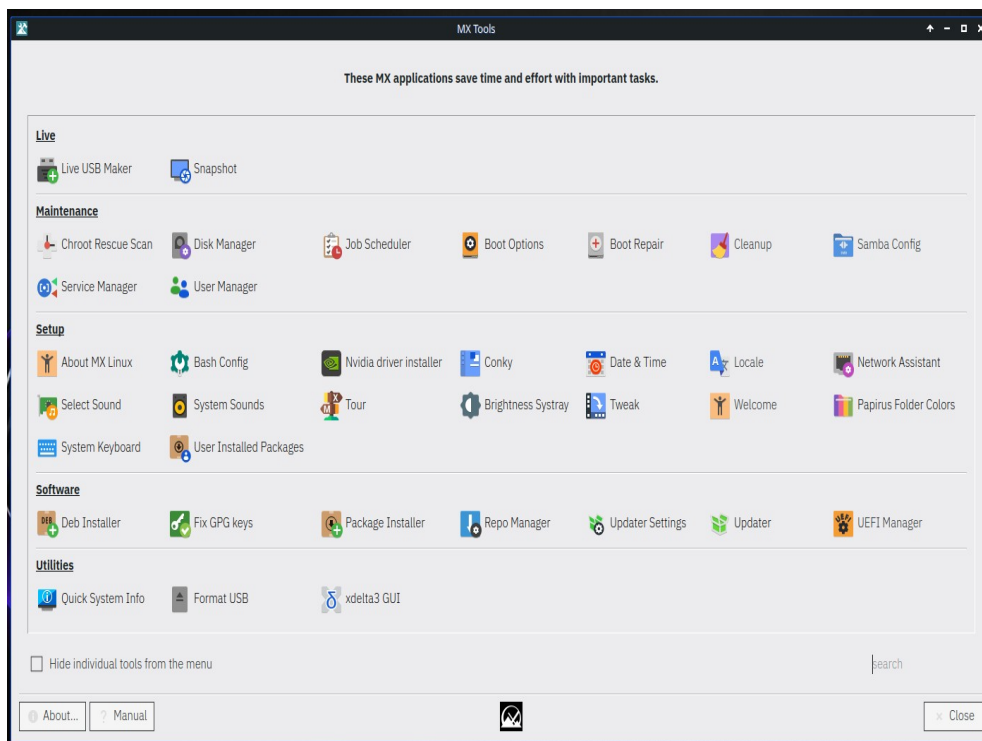 MX Tools
These MX applications save time and effort with important tasks.
Live
Live USB Maker Snapshot
Maintenance
Chroot Rescue Scan Disk Manager Job Scheduler Boot Options Boot Repair Cleanup Samba Config
Service Manager User Manager
Setup
About MX Linux Bash Config Nvidia driver installer Conky Date & Time Locale Network Assistant
Select Sound System Sounds Tour Brightness Systray Tweak Welcome Papirus Folder Colors
System Keyboard User Installed Packages
Software
Deb Installer Fix GPG keys Package Installer Repo Manager Updater Settings Updater UEFI Manager
Utilities
Quick System Info Format USB xdelta3 GUI
Hide individual tools from the menu search
About... ? Manual Close